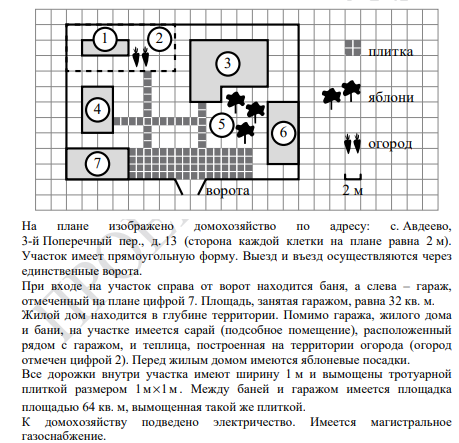 1
2
3
плитка
яблони
4
5
6
огород
7
ворота
2 м
На плане изображено домохозяйство по адресу: с. Авдеево,
3-й Поперечный пер., д. 13 (сторона каждой клетки на плане равна 2 м).
Участок имеет прямоугольную форму. Выезд и въезд осуществляются через
единственные ворота.
При входе на участок справа от ворот находится баня, а слева – гараж,
отмеченный на плане цифрой 7. Площадь, занятая гаражом, равна 32 кв. м.
Жилой дом находится в глубине территории. Помимо гаража, жилого дома
и бани, на участке имеется сарай (подсобное помещение), расположенный
рядом с гаражом, и теплица, построенная на территории огорода (огород
отмечен цифрой 2). Перед жилым домом имеются яблоневые посадки.
Все дорожки внутри участка имеют ширину 1 м и вымощены тротуарной
плиткой размером 1 м × 1 м. Между баней и гаражом имеется площадка
площадью 64 кв. м, вымощенная такой же плиткой.
К домохозяйству подведено электричество. Имеется магистральное
газоснабжение.